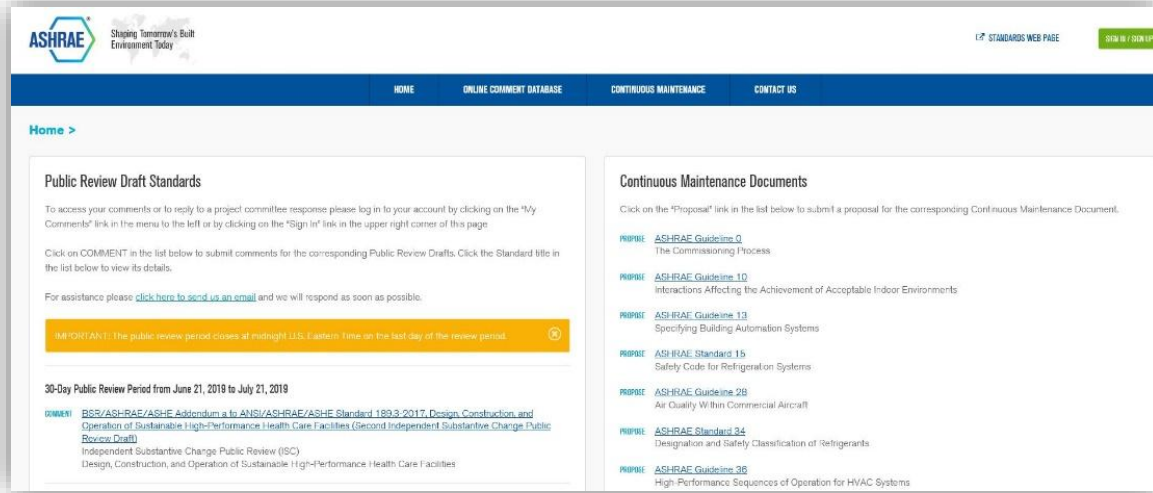 ASHRAE
Shaping Tomorrow's Built
Environment Today
STANDARDS WEB PAGE
SIGN IN / SIGN UP
HOME
ONLINE COMMENT DATABASE
CONTINUOUS MAINTENANCE
CONTACT US
Home >
Public Review Draft Standards
To access your comments or to reply to a project committee response please log in to your account by clicking on the "My
Comments" link in the menu to the left or by clicking on the "Sign In" link in the upper right corner of this page
Click on COMMENT in the list below to submit comments for the corresponding Public Review Drafts. Click the Standard title in
the list below to view its details.
For assistance please click here to send us an email and we will respond as soon as possible.
IMPORTANT: The public review period closes at midnight U.S. Eastern Time on the last day of the review period.
30-Day Public Review Period from June 21, 2019 to July 21, 2019
COMMENT BSR/ASHRAE/ASHE Addendum a to ANSI/ASHRAE/ASHE Standard 189.3-2017, Design, Construction, and
Operation of Sustainable High-Performance Health Care Facilities (Second Independent Substantive Change Public
Review Draft)
Independent Substantive Change Public Review (ISC)
Design, Construction, and Operation of Sustainable High-Performance Health Care Facilities
Continuous Maintenance Documents
Click on the "Proposal" link in the list below to submit a proposal for the corresponding Continuous Maintenance Document.
PROPOSE ASHRAE Guideline 0
The Commissioning Process
PROPOSE ASHRAE Guideline 10
Interactions Affecting the Achievement of Acceptable Indoor Environments
PROPOSE ASHRAE Guideline 13
Specifying Building Automation Systems
PROPOSE ASHRAE Standard 15
Safety Code for Refrigeration Systems
PROPOSE ASHRAE Guideline 28
Air Quality Within Commercial Aircraft
PROPOSE ASHRAE Standard 34
Designation and Safety Classification of Refrigerants
PROPOSE ASHRAE Guideline 36
High-Performance Sequences of Operation for HVAC Systems